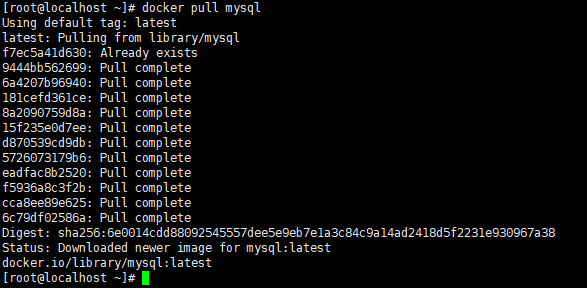 [root@localhost ~]# docker pull mysql
Using default tag: latest
latest: Pulling from library/mysql
f7ec5a41d630: Already exists
9444bb562699: Pull complete
6a4207b96940: Pull complete
181cefd361ce: Pull complete
8a2090759d8a: Pull complete
15f235e0d7ee: Pull complete
d870539cd9db: Pull complete
5726073179b6: Pull complete
eadfac8b2520: Pull complete
f5936a8c3f2b: Pull complete
cca8ee89e625: Pull complete
6c79df02586a: Pull complete
Digest: sha256:6e0014cdd88092545557dee5e9eb7e1a3c84c9a14ad2418d5f2231e930967a38
Status: Downloaded newer image for mysql:latest
docker.io/library/mysql:latest
[root@localhost ~]#